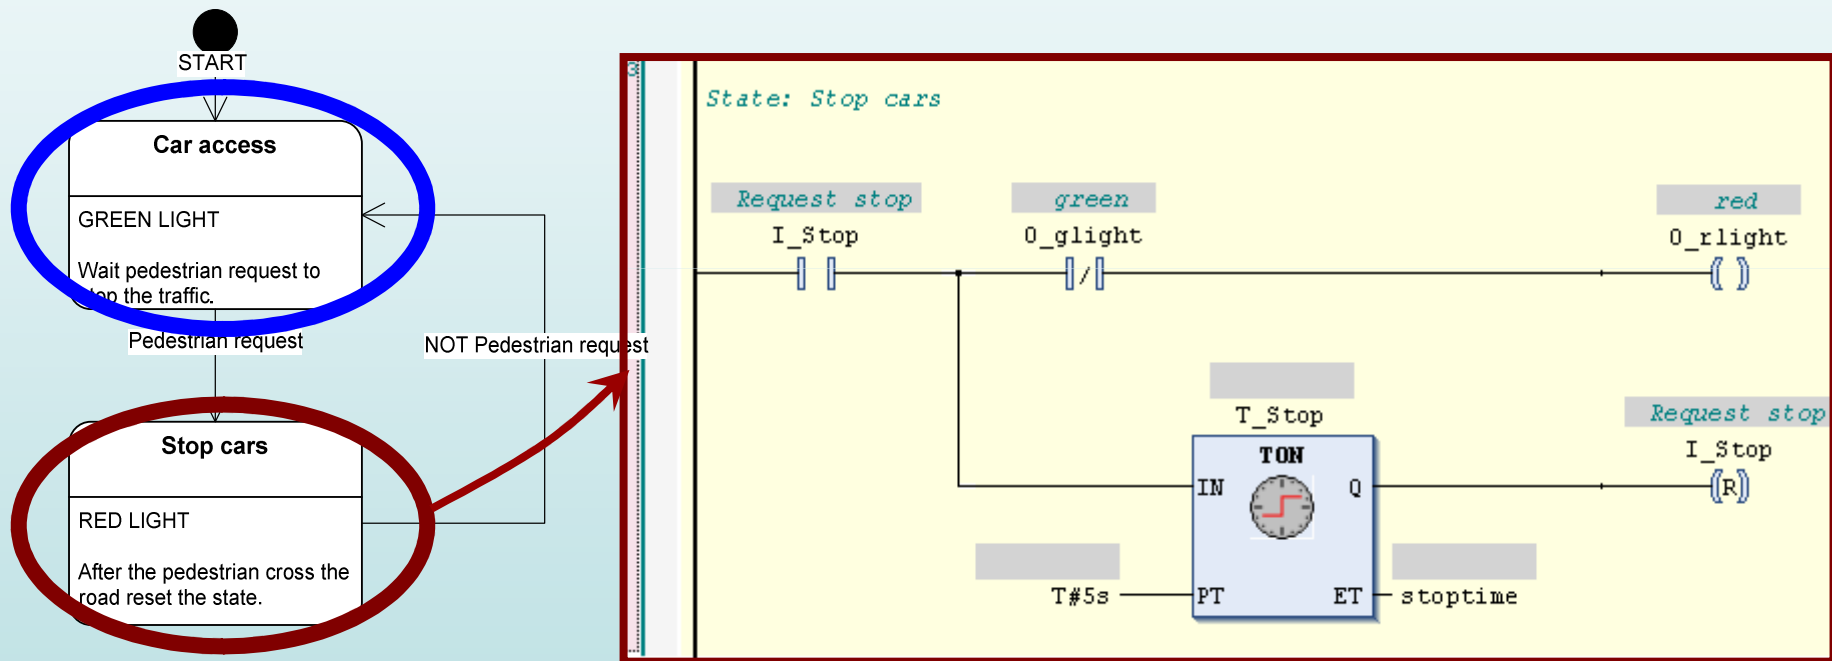 START
Car access
GREEN LIGHT
Wait pedestrian request to
stop the traffic.
Pedestrian request
NOT Pedestrian request
Stop cars
RED LIGHT
After the pedestrian cross the
road reset the state.
3
State: Stop cars
Request stop
I_Stop
green
O_glight
/
red
O_rlight
( )
T_Stop
TON
IN
Q
Request stop
I_Stop
(R)
T#5s
PT
ET
stoptime